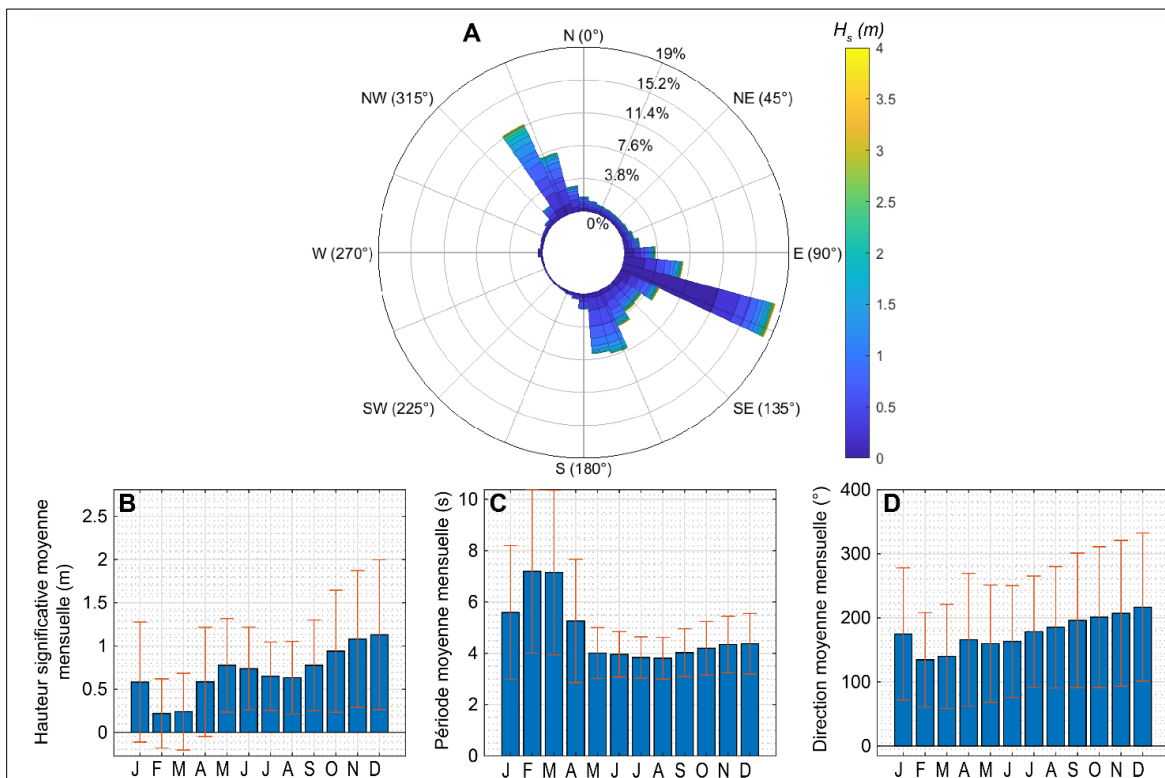 A
N (0°)
H_s (m)
19%
15.2%
11.4%
7.6%
3.8%
0%
NW (315°)
NE (45°)
W (270°)
E (90°)
SW (225°)
SE (135°)
S (180°)
4
3.5
3
2.5
2
1.5
1
0.5
0
B
Hauteur significative moyenne
mensuelle (m)
2.5
2
1.5
1
0.5
0
J F M A M J J A S O N D
C
Période moyenne mensuelle (s)
10
8
6
4
2
0
J F M A M J J A S O N D
D
Direction moyenne mensuelle (°)
400
300
200
100
0
J F M A M J J A S O N D